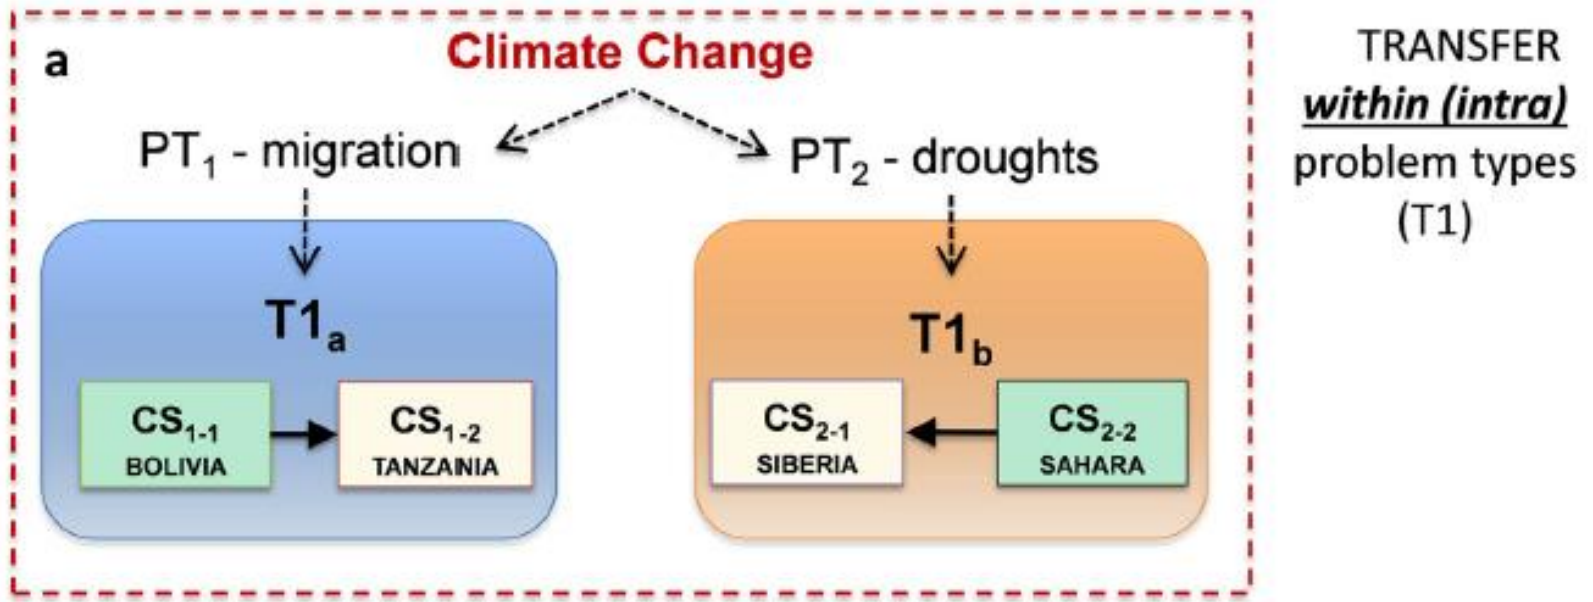 a
Climate Change
PT₁ - migration
PT₂ - droughts
T1ₐ
CS₁₋₁
BOLIVIA
CS₁₋₂
TANZANIA
T1b
CS₂₋₁
SIBERIA
CS₂₋₂
SAHARA
TRANSFER
within (intra)
problem types
(T1)